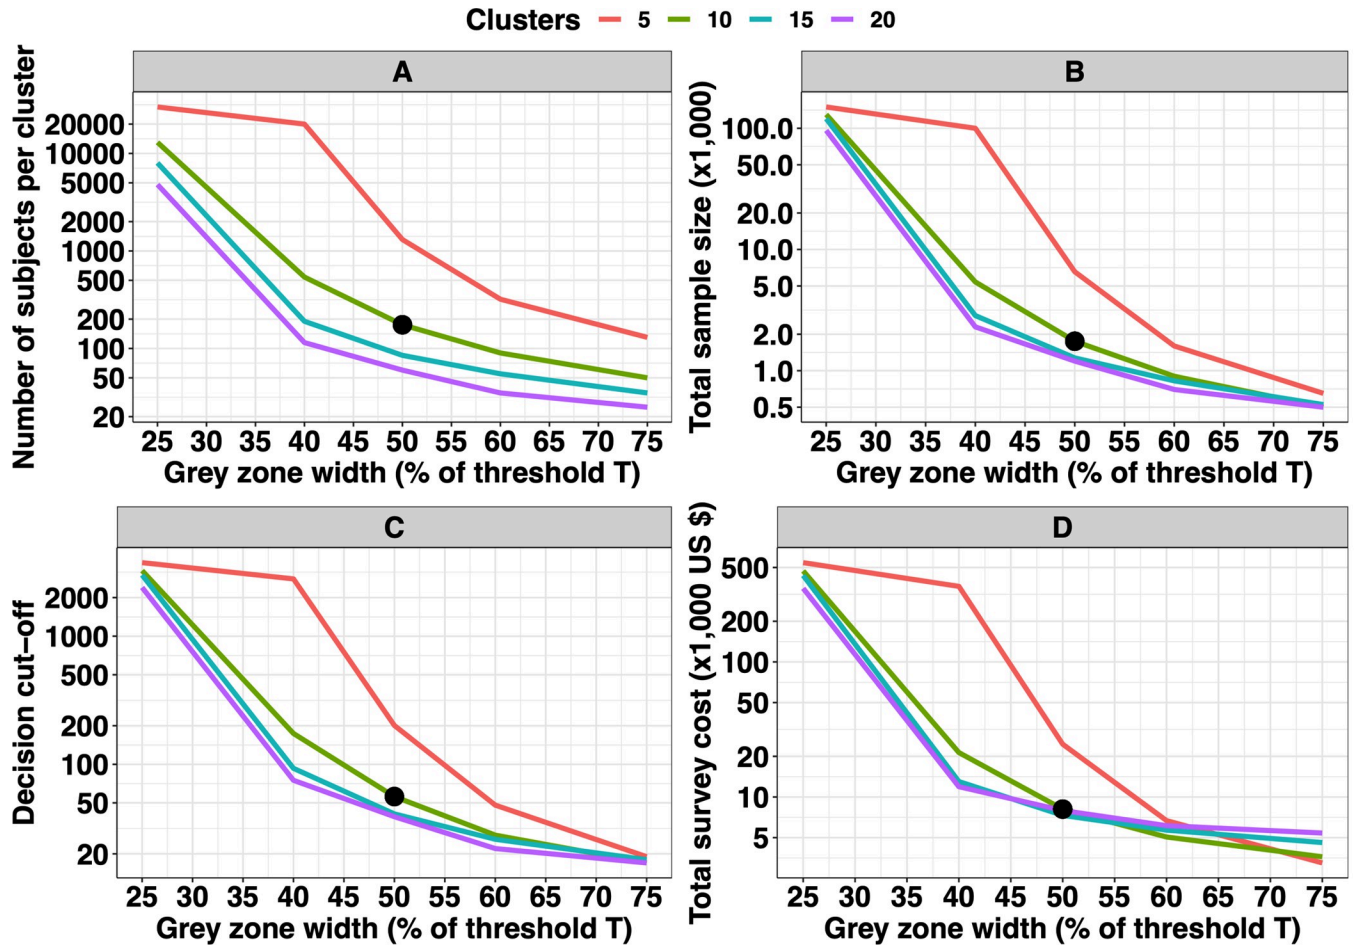 Clusters 5 10 15 20
A
Number of subjects per cluster
20000
10000
5000
2000
1000
500
200
100
50
20
25 30 35 40 45 50 55 60 65 70 75
Grey zone width (% of threshold T)
B
Total sample size (x1,000)
100.0
50.0
20.0
10.0
5.0
2.0
1.0
0.5
25 30 35 40 45 50 55 60 65 70 75
Grey zone width (% of threshold T)
C
Decision cut–off
2000
1000
500
200
100
50
20
25 30 35 40 45 50 55 60 65 70 75
Grey zone width (% of threshold T)
D
Total survey cost (x1,000 US $)
500
200
100
50
20
10
5
25 30 35 40 45 50 55 60 65 70 75
Grey zone width (% of threshold T)